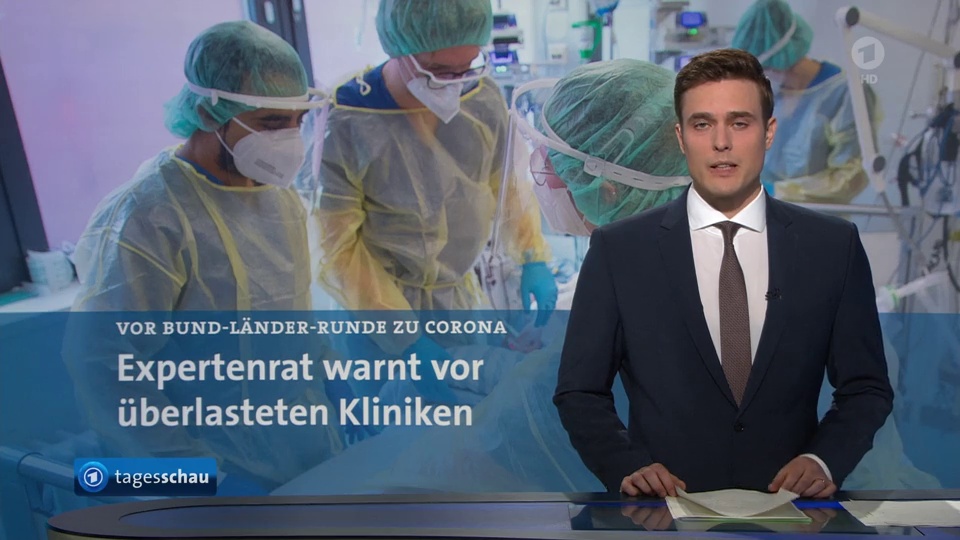 HD
VOR BUND-LÄNDER-RUNDE ZU CORONA
Expertenrat warnt vor
überlasteten Kliniken
1 tagesschau